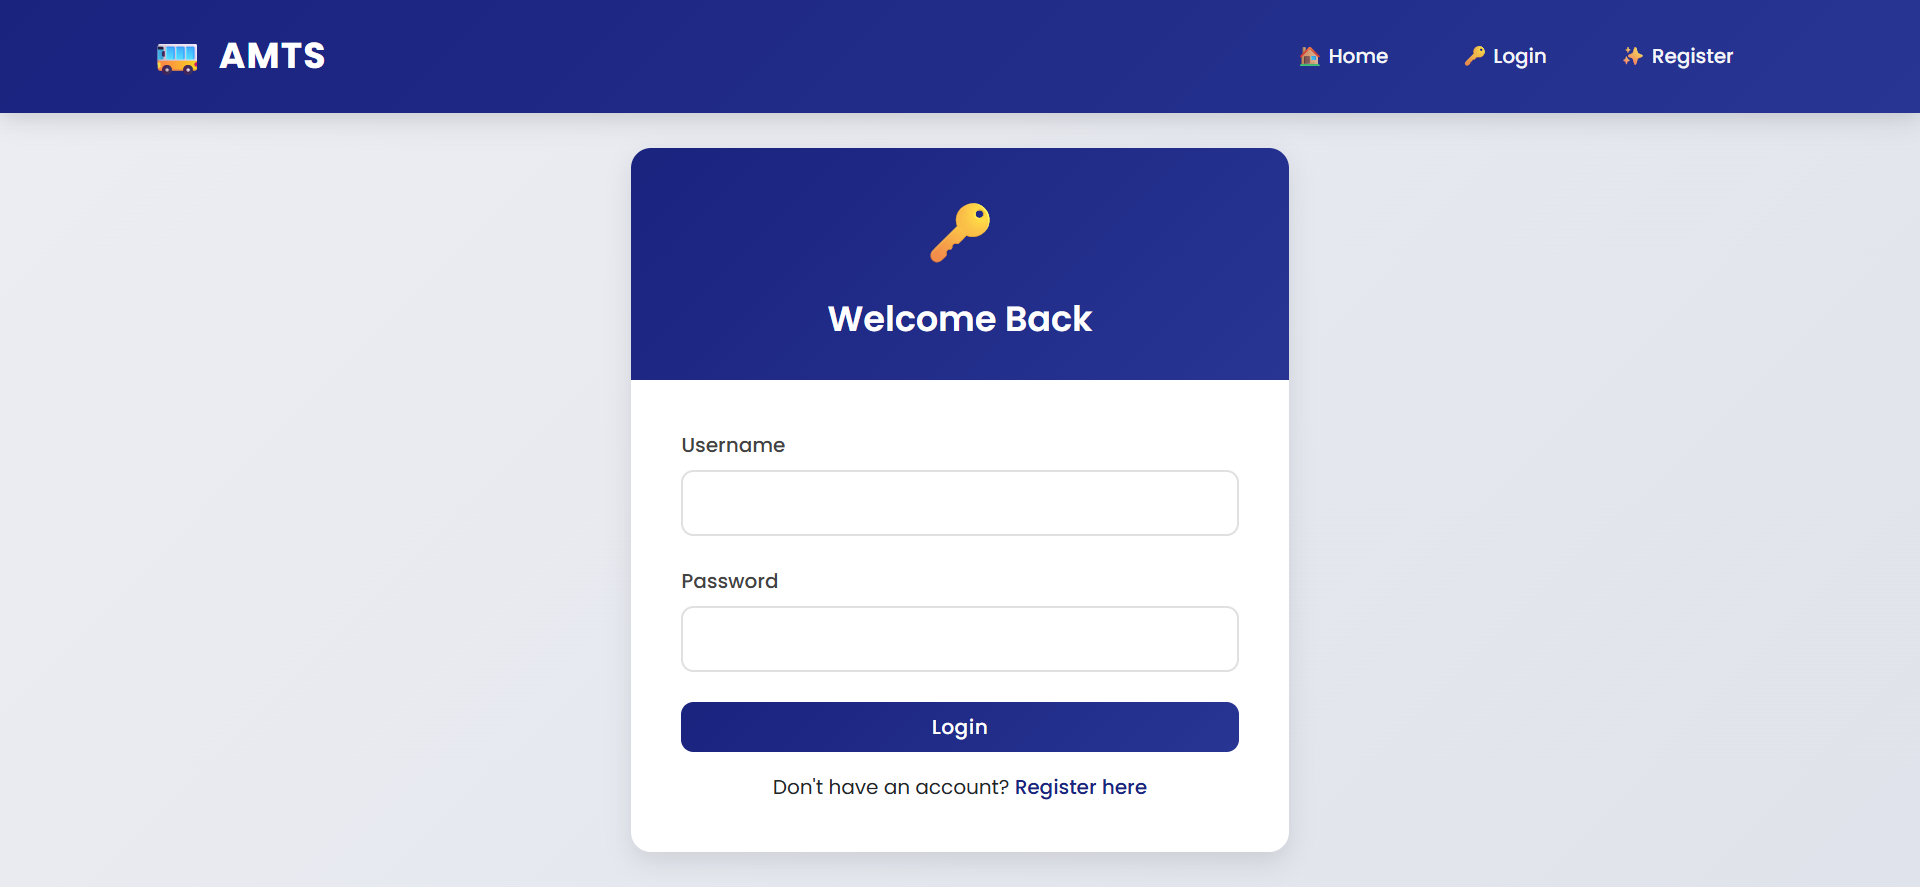 AMTS
Home
Login
Register
Welcome Back
Username
Password
Login
Don't have an account? Register here